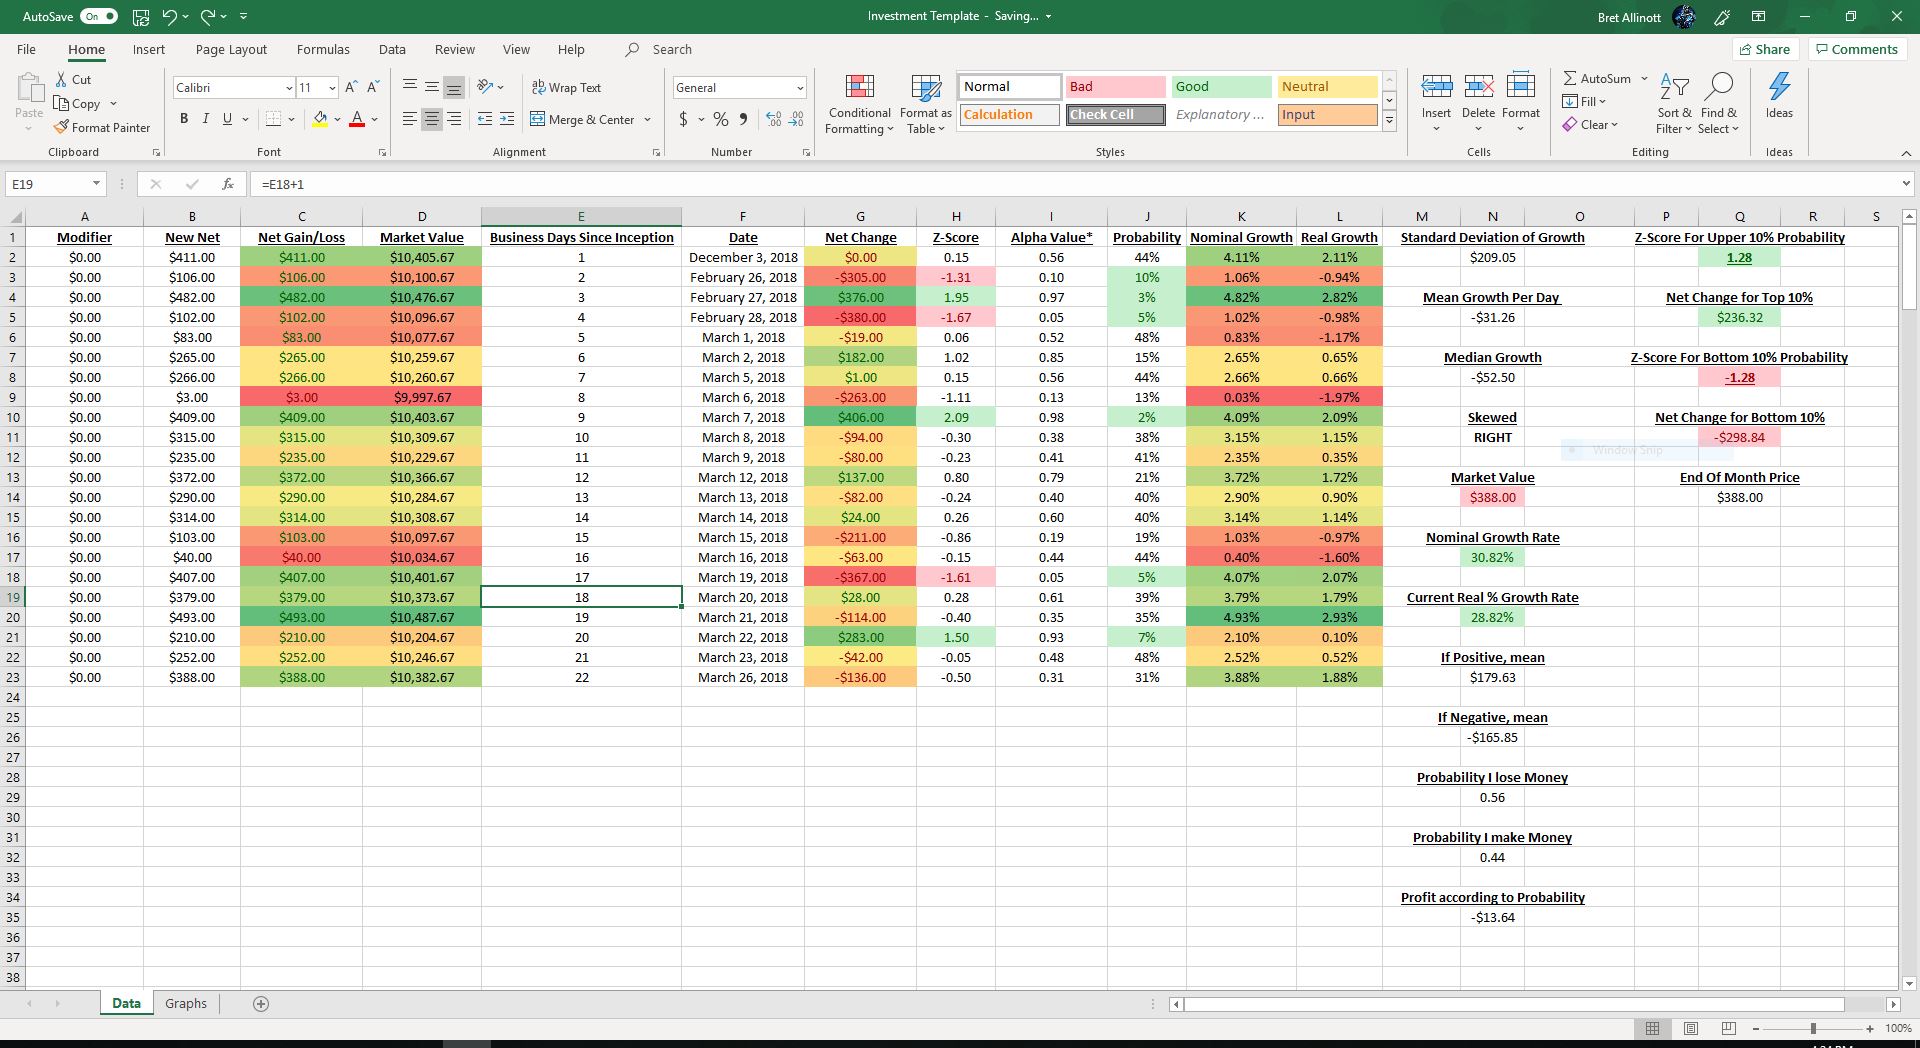 AutoSave On Investment Template - Saving... Bret Allinott
File Home Insert Page Layout Formulas Data Review View Help Search Share Comments
Paste Cut Copy Format Painter Clipboard
Calibri 11 A A B I U A Font
Wrap Text Merge & Center Alignment
General $ % Number
Conditional Formatting Format as Table Normal Bad Good Neutral Calculation Check Cell Explanatory ... Input Styles
Insert Delete Format Cells
AutoSum Fill Clear Sort & Filter Find & Select Editing
Ideas Ideas
E19 fx =E18+1
A B C D E F G H I J K L M N O P Q R S
1 Modifier New Net Net Gain/Loss Market Value Business Days Since Inception Date Net Change Z-Score Alpha Value* Probability Nominal Growth Real Growth Standard Deviation of Growth Z-Score For Upper 10% Probability
2 $0.00 $411.00 $411.00 $10,405.67 1 December 3, 2018 $0.00 0.15 0.56 44% 4.11% 2.11% $209.05 1.28
3 $0.00 $106.00 $106.00 $10,100.67 2 February 26, 2018 -$305.00 -1.31 0.10 10% 1.06% -0.94%
4 $0.00 $482.00 $482.00 $10,476.67 3 February 27, 2018 $376.00 1.95 0.97 3% 4.82% 2.82% Mean Growth Per Day Net Change for Top 10%
5 $0.00 $102.00 $102.00 $10,096.67 4 February 28, 2018 -$380.00 -1.67 0.05 5% 1.02% -0.98% -$31.26 $236.32
6 $0.00 $83.00 $83.00 $10,077.67 5 March 1, 2018 -$19.00 0.06 0.52 48% 0.83% -1.17%
7 $0.00 $265.00 $265.00 $10,259.67 6 March 2, 2018 $182.00 1.02 0.85 15% 2.65% 0.65% Median Growth Z-Score For Bottom 10% Probability
8 $0.00 $266.00 $266.00 $10,260.67 7 March 5, 2018 $1.00 0.15 0.56 44% 2.66% 0.66% -$52.50 -1.28
9 $0.00 $3.00 $3.00 $9,997.67 8 March 6, 2018 -$263.00 -1.11 0.13 13% 0.03% -1.97%
10 $0.00 $409.00 $409.00 $10,403.67 9 March 7, 2018 $406.00 2.09 0.98 2% 4.09% 2.09% Skewed Net Change for Bottom 10%
11 $0.00 $315.00 $315.00 $10,309.67 10 March 8, 2018 -$94.00 -0.30 0.38 38% 3.15% 1.15% RIGHT -$298.84
Window Snip
12 $0.00 $235.00 $235.00 $10,229.67 11 March 9, 2018 -$80.00 -0.23 0.41 41% 2.35% 0.35%
13 $0.00 $372.00 $372.00 $10,366.67 12 March 12, 2018 $137.00 0.80 0.79 21% 3.72% 1.72% Market Value End Of Month Price
14 $0.00 $290.00 $290.00 $10,284.67 13 March 13, 2018 -$82.00 -0.24 0.40 40% 2.90% 0.90% $388.00 $388.00
15 $0.00 $314.00 $314.00 $10,308.67 14 March 14, 2018 $24.00 0.26 0.60 40% 3.14% 1.14%
16 $0.00 $103.00 $103.00 $10,097.67 15 March 15, 2018 -$211.00 -0.86 0.19 19% 1.03% -0.97% Nominal Growth Rate
17 $0.00 $40.00 $40.00 $10,034.67 16 March 16, 2018 -$63.00 -0.15 0.44 44% 0.40% -1.60% 30.82%
18 $0.00 $407.00 $407.00 $10,401.67 17 March 19, 2018 -$367.00 -1.61 0.05 5% 4.07% 2.07%
19 $0.00 $379.00 $379.00 $10,373.67 18 March 20, 2018 $28.00 0.28 0.61 39% 3.79% 1.79% Current Real % Growth Rate
20 $0.00 $493.00 $493.00 $10,487.67 19 March 21, 2018 -$114.00 -0.40 0.35 35% 4.93% 2.93% 28.82%
21 $0.00 $210.00 $210.00 $10,204.67 20 March 22, 2018 $283.00 1.50 0.93 7% 2.10% 0.10%
22 $0.00 $252.00 $252.00 $10,246.67 21 March 23, 2018 -$42.00 -0.05 0.48 48% 2.52% 0.52% If Positive, mean
23 $0.00 $388.00 $388.00 $10,382.67 22 March 26, 2018 -$136.00 -0.50 0.31 31% 3.88% 1.88% $179.63
24
25 If Negative, mean
26 -$165.85
27
28 Probability I lose Money
29 0.56
30
31 Probability I make Money
32 0.44
33
34 Profit according to Probability
35 -$13.64
36
37
38
Data Graphs
100%